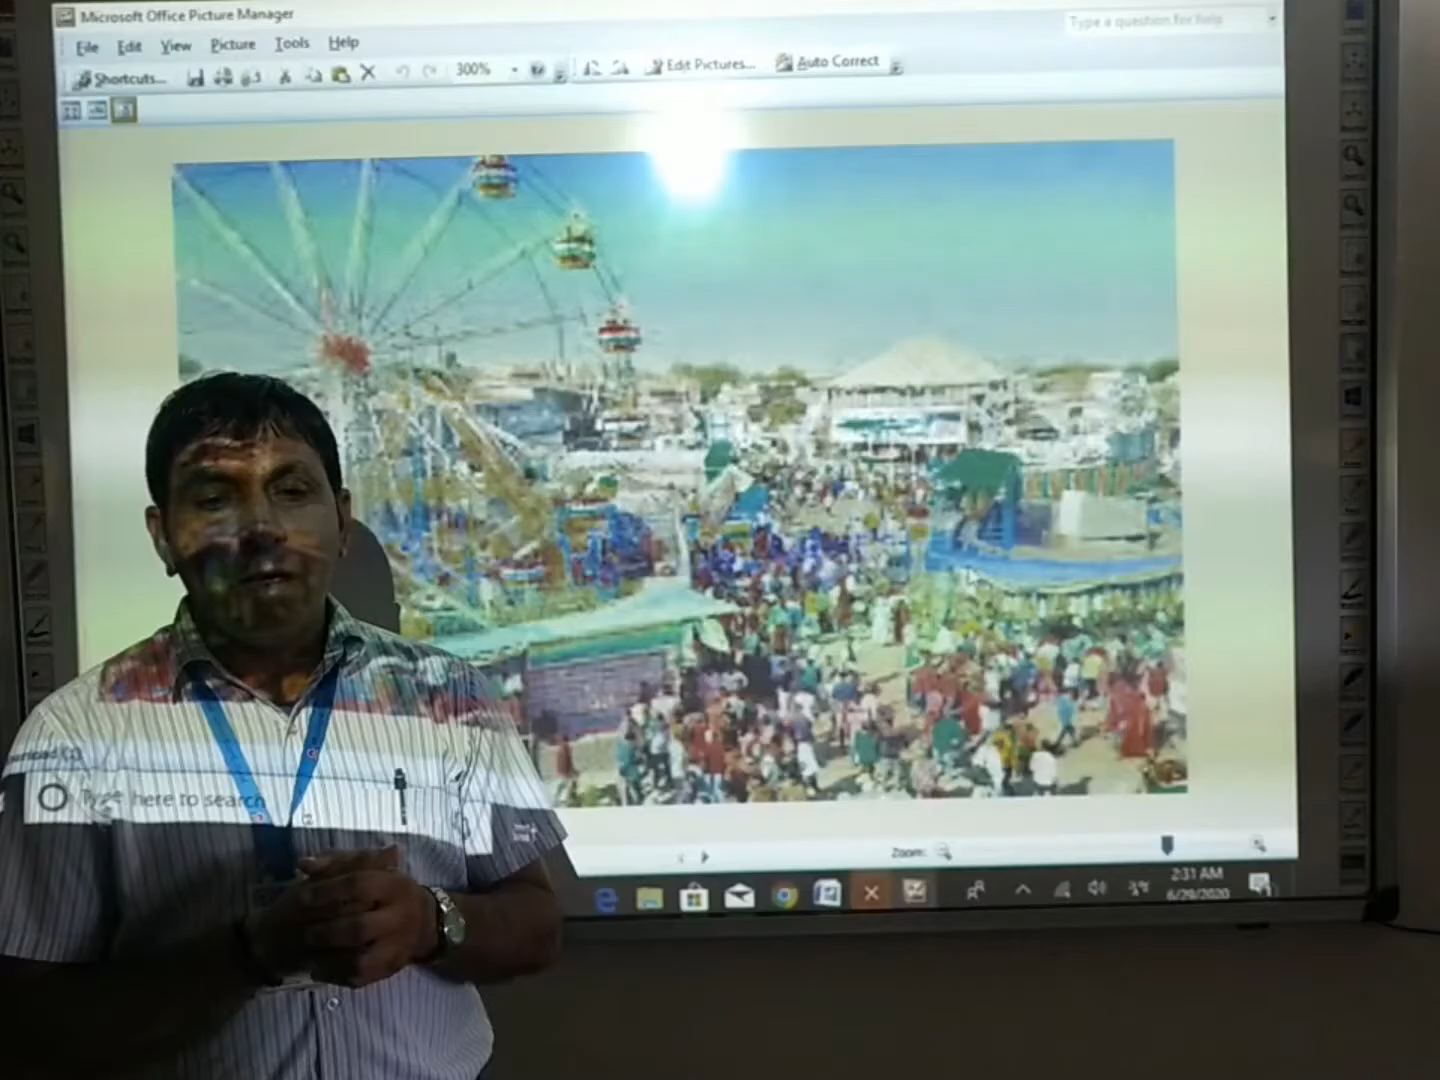 Microsoft Office Picture Manager
Type a question for help
File Edit View Picture Tools Help
Shortcuts... 300% Edit Pictures... Auto Correct
Type here to search
Zoom:
2:31 AM
6/29/2020